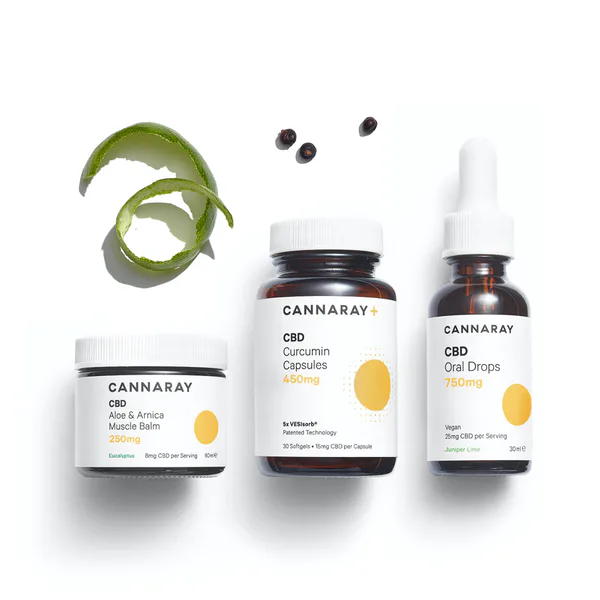 CANNARAY
CBD
Aloe & Arnica
Muscle Balm
250mg
Eucalyptus
8mg CBD per Serving
60ml e
CANNARAY+
CBD
Curcumin
Capsules
450mg
5x VESIsorb®
Patented Technology
30 Softgels • 15mg CBD per Capsule
CANNARAY
CBD
Oral Drops
750mg
Vegan
25mg CBD per Serving
Juniper Lime
30ml e